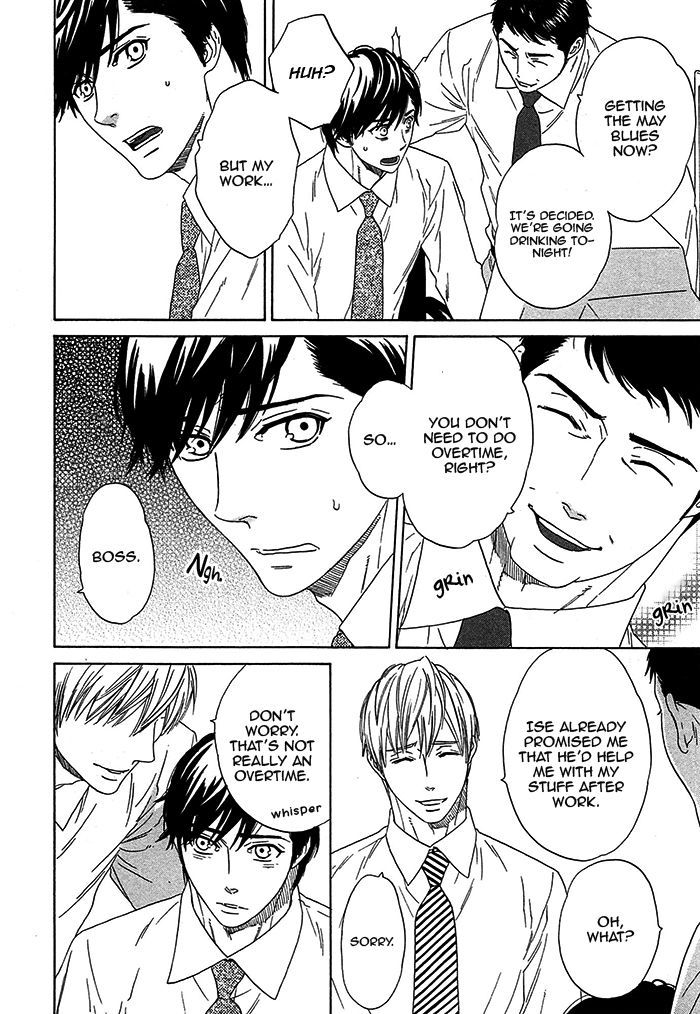 GETTING
THE MAY
BLUES
NOW?
IT'S DECIDED.
WE'RE GOING
DRINKING TO-
NIGHT!
HUH?
BUT MY
WORK...
YOU DON'T
NEED TO DO
OVERTIME,
RIGHT?
SO...
grin
grin
BOSS.
Ngh.
ISE ALREADY
PROMISED ME
THAT HE'D HELP
ME WITH MY
STUFF AFTER
WORK.
OH,
WHAT?
SORRY.
DON'T
WORRY.
THAT'S NOT
REALLY AN
OVERTIME.
whisper